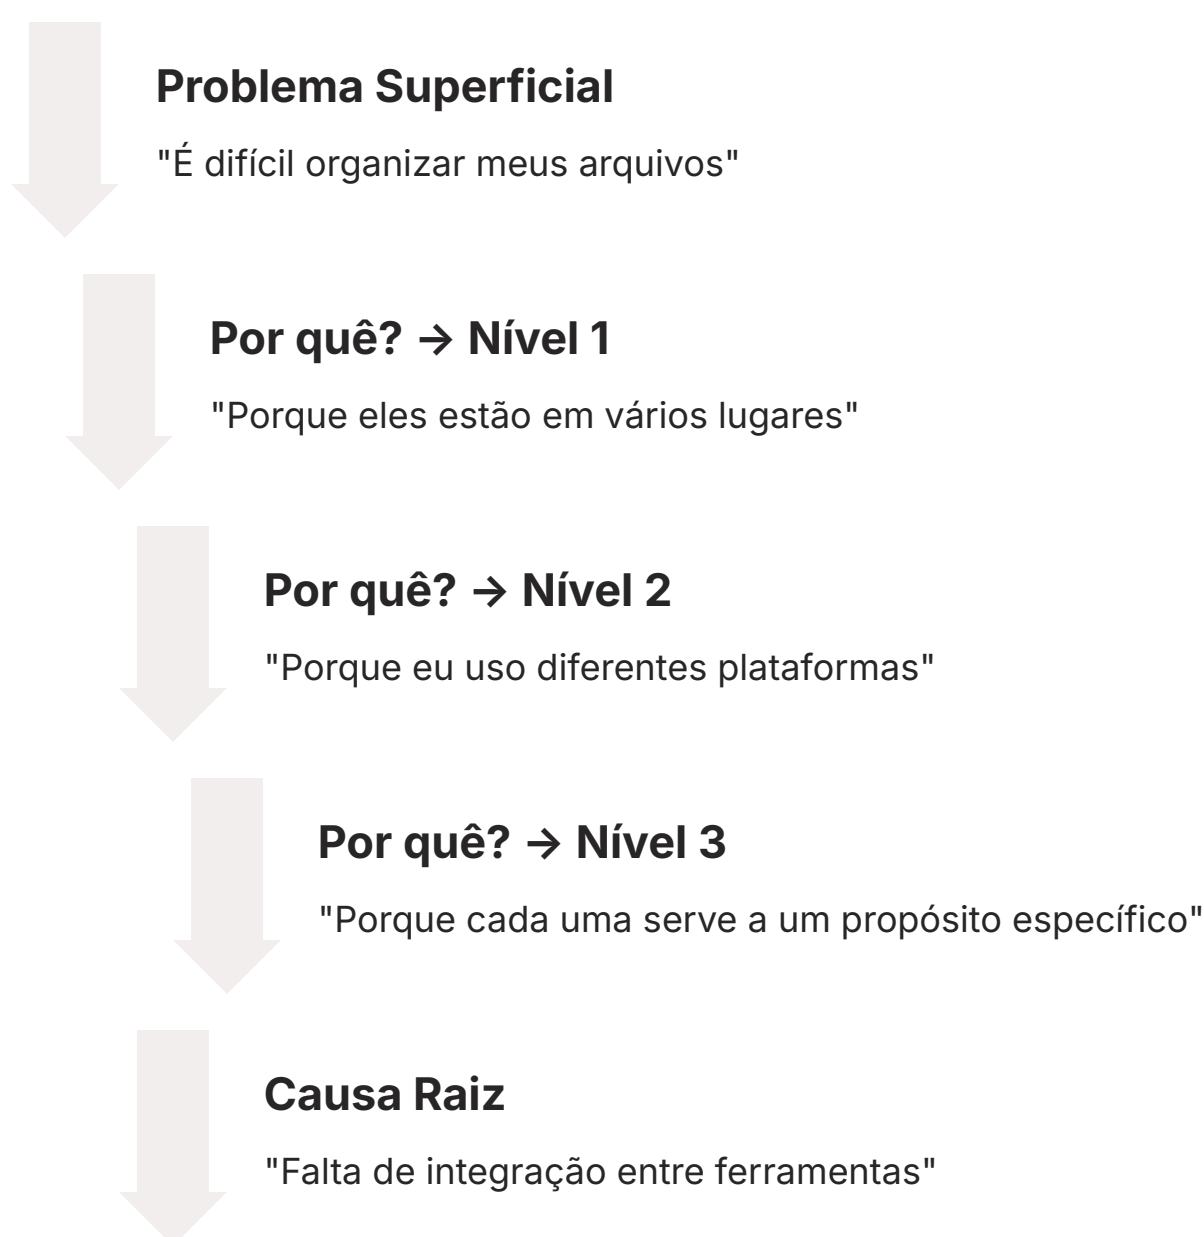 Problema Superficial
"É difícil organizar meus arquivos"
Por quê? → Nível 1
"Porque eles estão em vários lugares"
Por quê? → Nível 2
"Porque eu uso diferentes plataformas"
Por quê? → Nível 3
"Porque cada uma serve a um propósito específico"
Causa Raiz
"Falta de integração entre ferramentas"